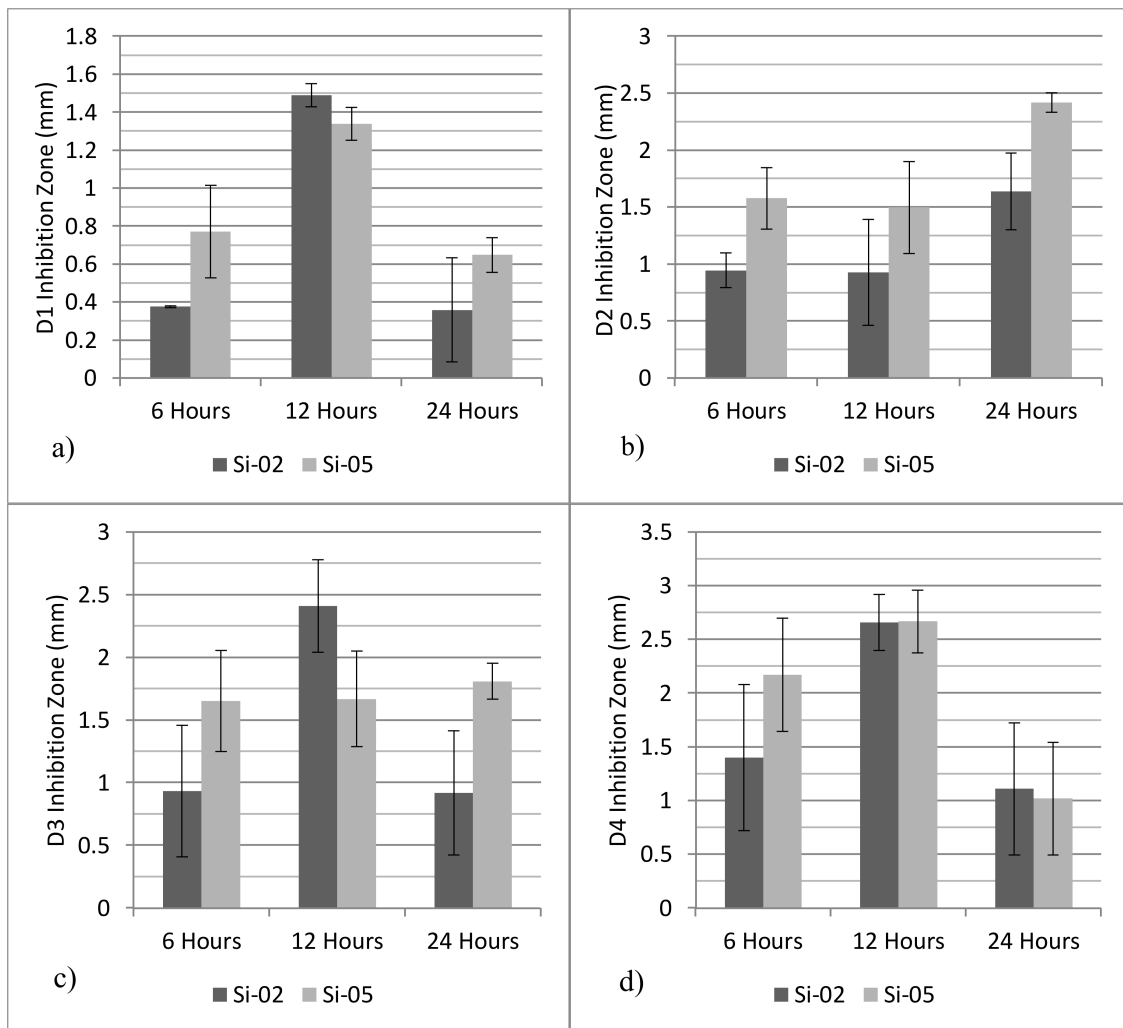 D1 Inhibition Zone (mm)
1.8
1.6
1.4
1.2
1
0.8
0.6
0.4
0.2
0
6 Hours 12 Hours 24 Hours
a)
Si-02 Si-05
D2 Inhibition Zone (mm)
3
2.5
2
1.5
1
0.5
0
6 Hours 12 Hours 24 Hours
b)
Si-02 Si-05
D3 Inhibition Zone (mm)
3
2.5
2
1.5
1
0.5
0
6 Hours 12 Hours 24 Hours
c)
Si-02 Si-05
D4 Inhibition Zone (mm)
3.5
3
2.5
2
1.5
1
0.5
0
6 Hours 12 Hours 24 Hours
d)
Si-02 Si-05